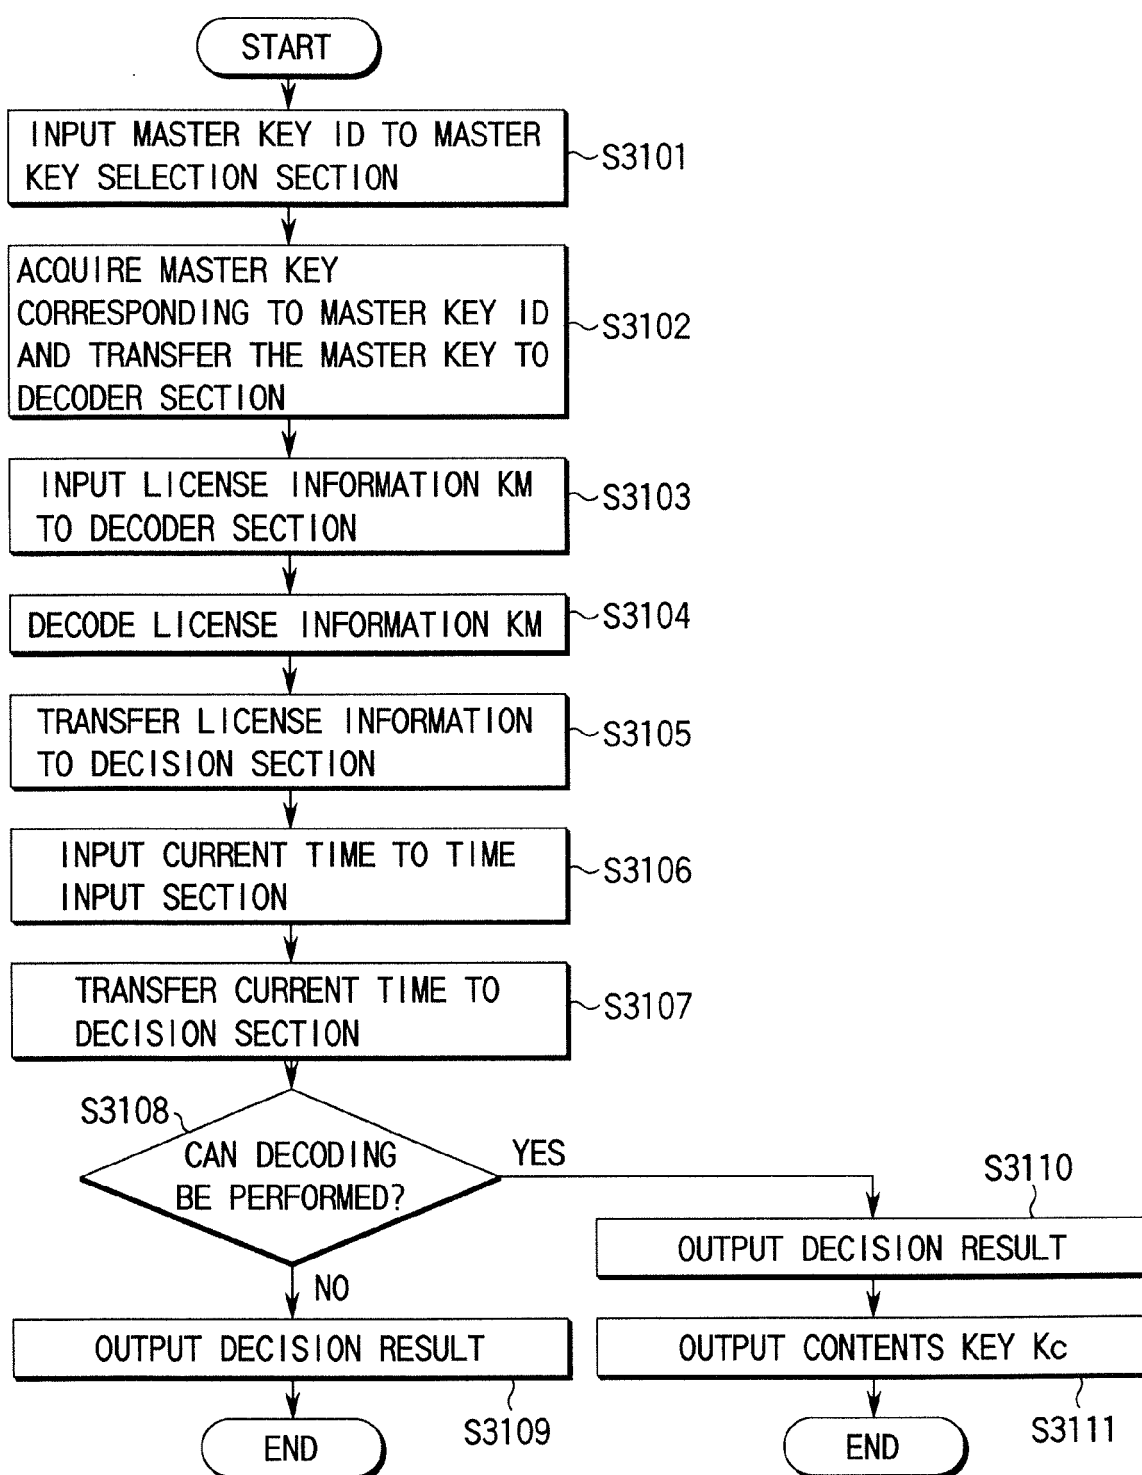 START
INPUT MASTER KEY ID TO MASTER
KEY SELECTION SECTION
S3101
ACQUIRE MASTER KEY
CORRESPONDING TO MASTER KEY ID
AND TRANSFER THE MASTER KEY TO
DECODER SECTION
S3102
INPUT LICENSE INFORMATION KM
TO DECODER SECTION
S3103
DECODE LICENSE INFORMATION KM
S3104
TRANSFER LICENSE INFORMATION
TO DECISION SECTION
S3105
INPUT CURRENT TIME TO TIME
INPUT SECTION
S3106
TRANSFER CURRENT TIME TO
DECISION SECTION
S3107
S3108
CAN DECODING
BE PERFORMED?
YES
NO
OUTPUT DECISION RESULT
S3109
END
S3110
OUTPUT DECISION RESULT
OUTPUT CONTENTS KEY Kc
S3111
END